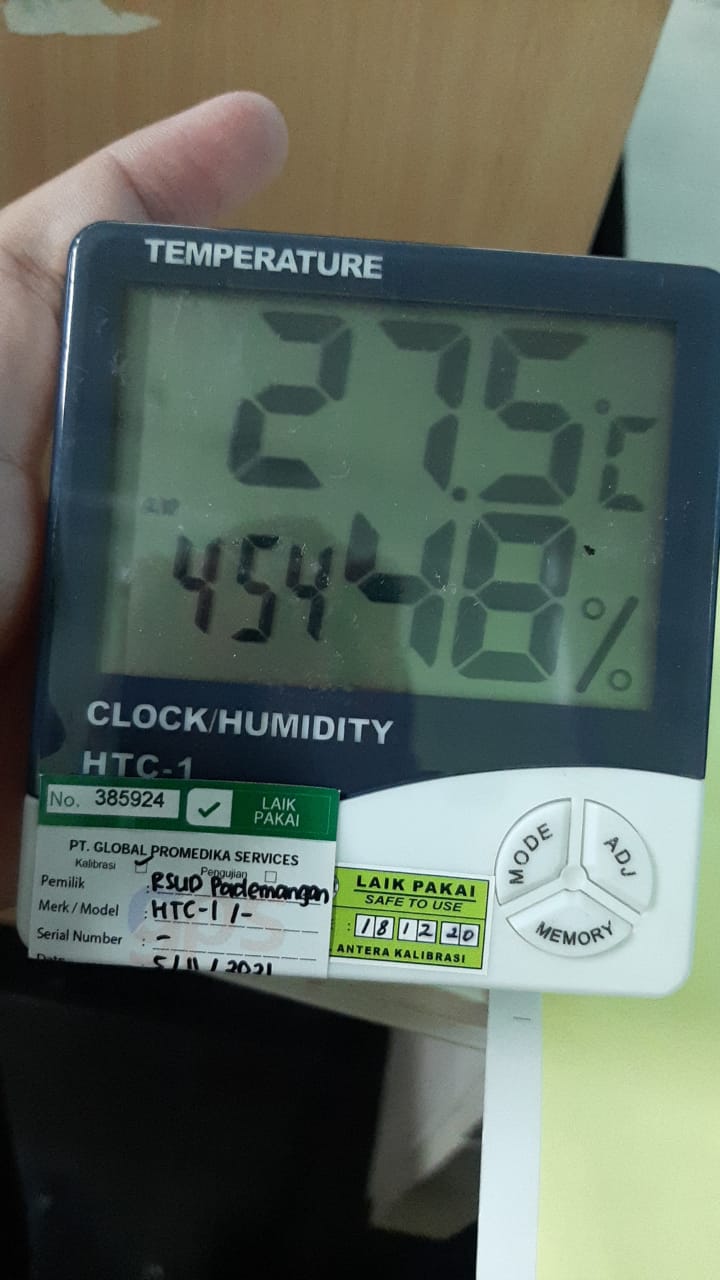 TEMPERATURE
27.5 °C
454 48 %
CLOCK/HUMIDITY
HTC-1
No. 385924 LAIK PAKAI
PT. GLOBAL PROMEDIKA SERVICES
Kalibrasi Pengujian
Pemilik : RSUD Pademangan
Merk / Model : HTC-1 / -
Serial Number : -
5/11/2021
LAIK PAKAI
SAFE TO USE
: 18 12 20
ANTERA KALIBRASI
MODE
ADJ
MEMORY